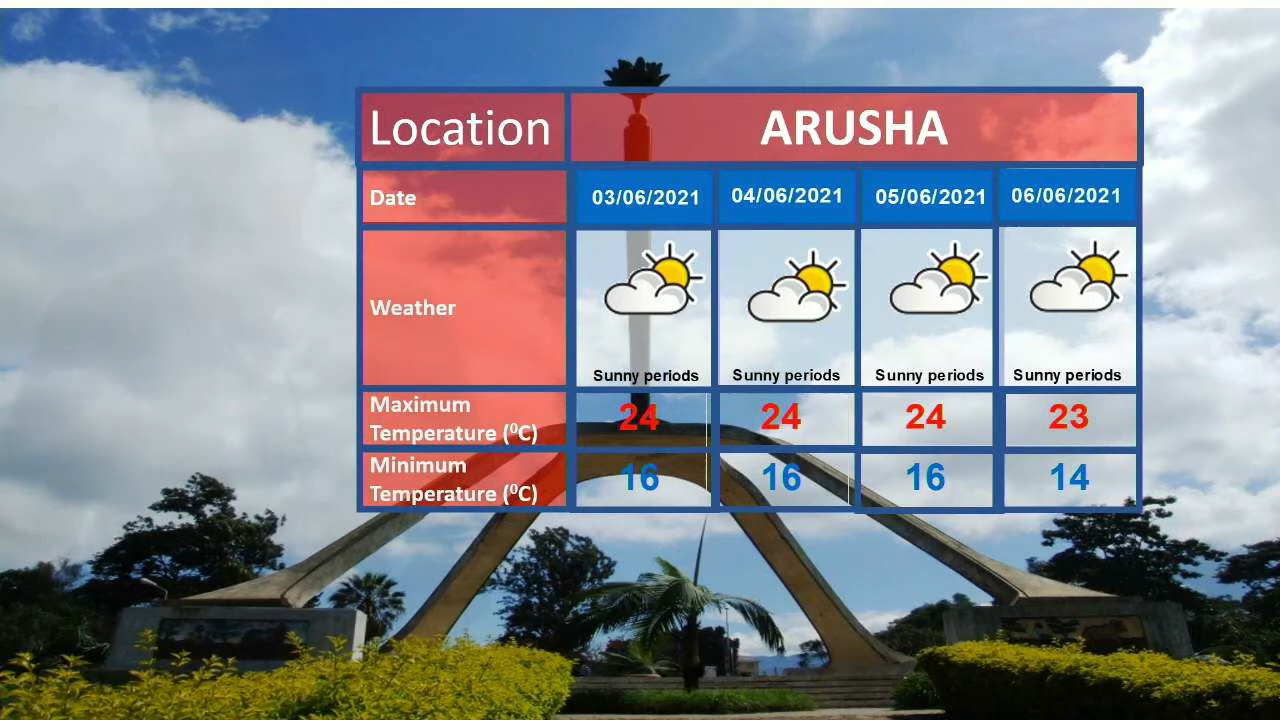 Location ARUSHA
Date 03/06/2021 04/06/2021 05/06/2021 06/06/2021
Weather
Sunny periods Sunny periods Sunny periods Sunny periods
Maximum
Temperature (⁰C) 24 24 24 23
Minimum
Temperature (⁰C) 16 16 16 14